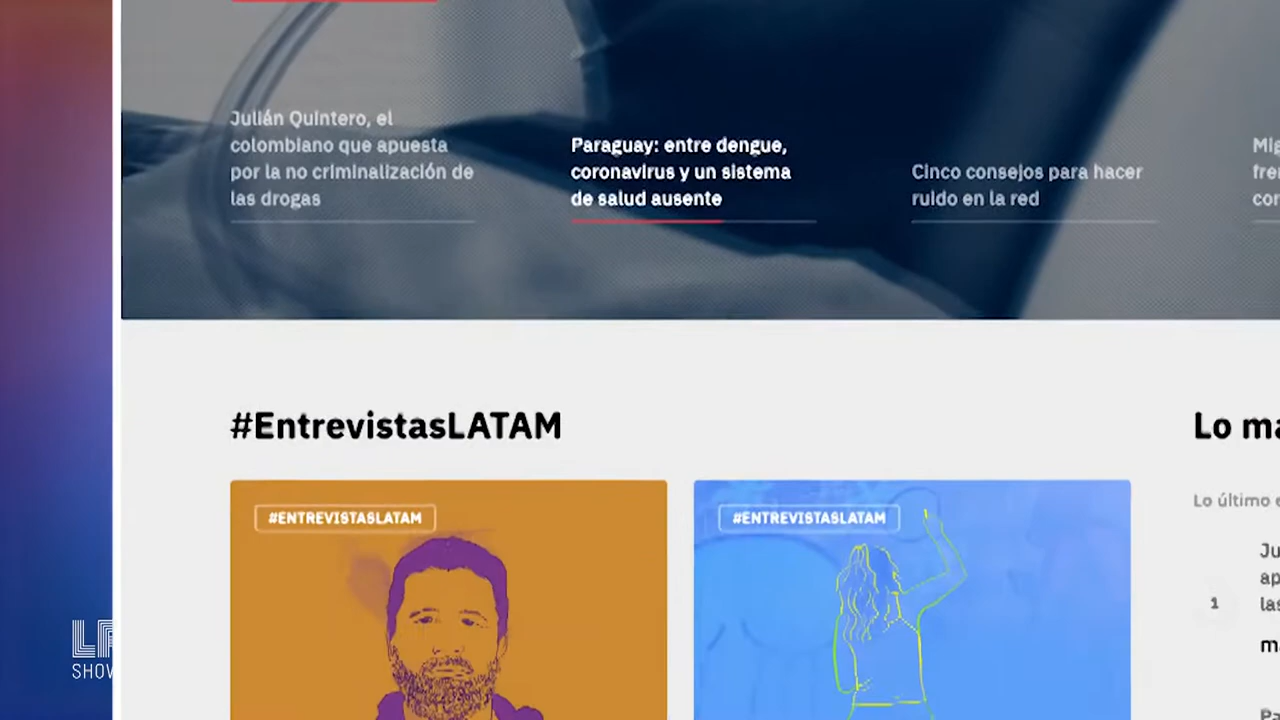 Julián Quintero, el
colombiano que apuesta
por la no criminalización de
las drogas
Paraguay: entre dengue,
coronavirus y un sistema
de salud ausente
Cinco consejos para hacer
ruido en la red
#EntrevistasLATAM
#ENTREVISTASLATAM
#ENTREVISTASLATAM
Lo
Lo último
1